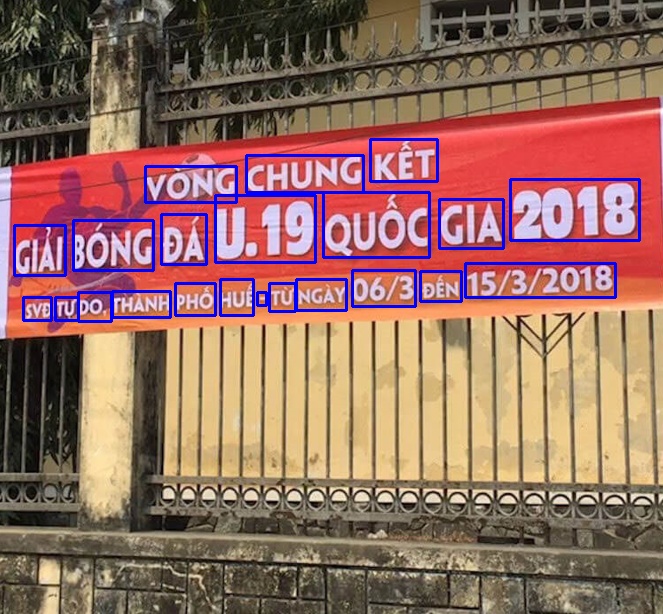 VÒNG CHUNG KẾT
GIẢI BÓNG ĐÁ U.19 QUỐC GIA 2018
SVĐ TỰ DO, THÀNH PHỐ HUẾ - TỪ NGÀY 06/3 ĐẾN 15/3/2018